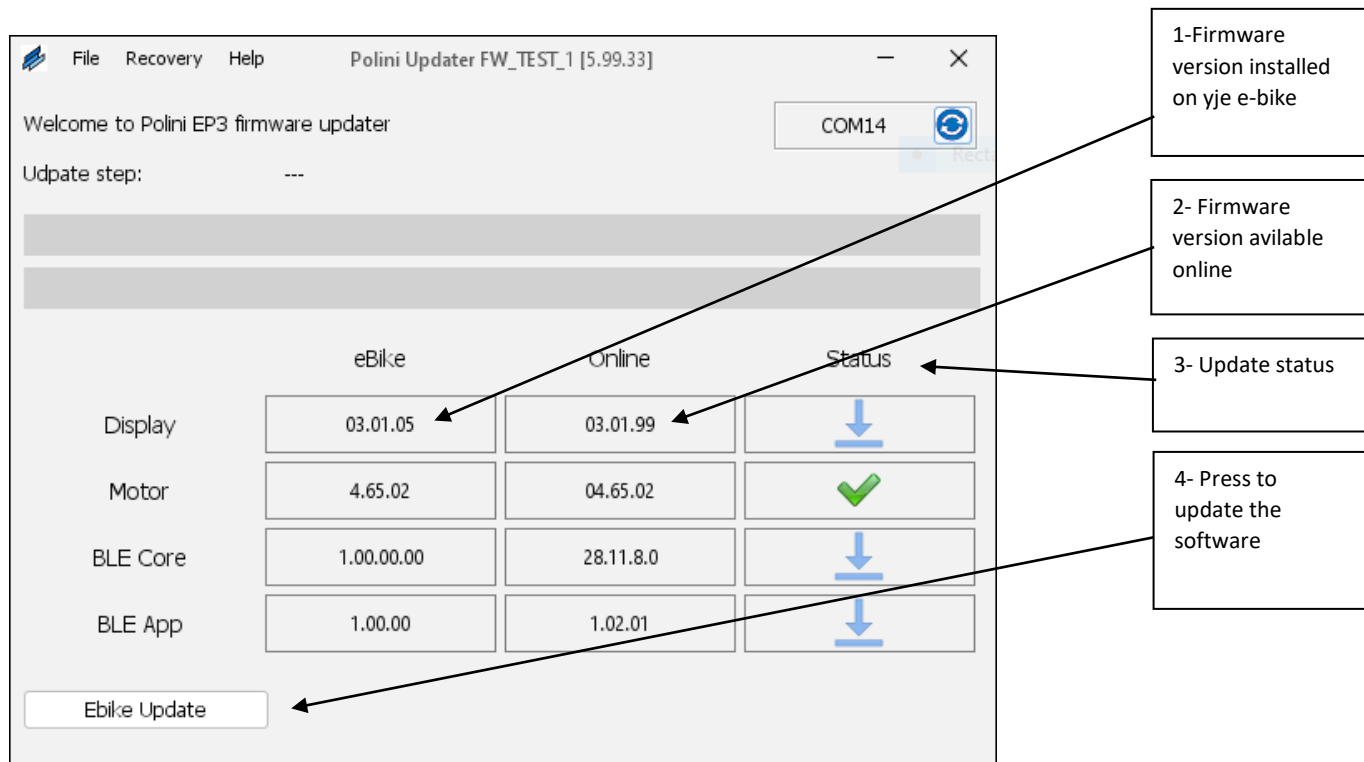 File Recovery Help Polini Updater FW_TEST_1 [5.99.33]
Welcome to Polini EP3 firmware updater COM14
Recta
Udpate step: ---
eBike Online Status
Display 03.01.05 03.01.99
Motor 4.65.02 04.65.02
BLE Core 1.00.00.00 28.11.8.0
BLE App 1.00.00 1.02.01
Ebike Update
1-Firmware
version installed
on yje e-bike
2- Firmware
version avilable
online
3- Update status
4- Press to
update the
software